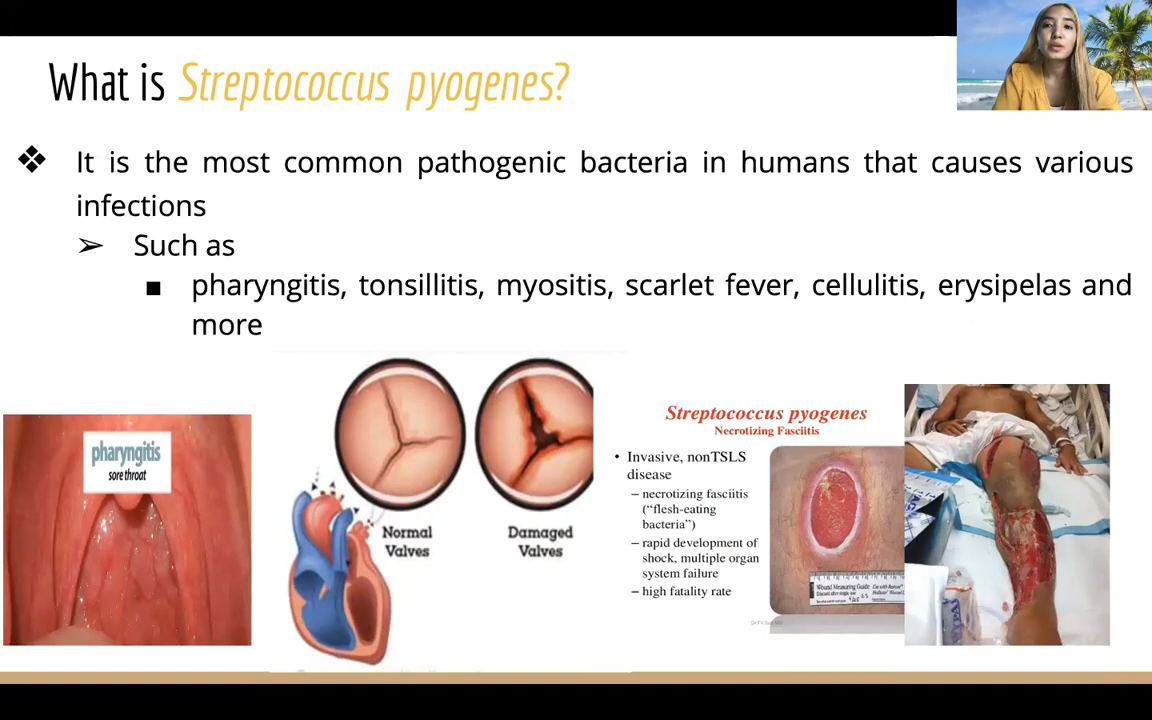 What is Streptococcus pyogenes?
❖ It is the most common pathogenic bacteria in humans that causes various
infections
➢ Such as
■ pharyngitis, tonsillitis, myositis, scarlet fever, cellulitis, erysipelas and
more
pharyngitis
sore throat
Normal
Valves
Damaged
Valves
Streptococcus pyogenes
Necrotizing Fasciitis
• Invasive, nonTSLS
disease
– necrotizing fasciitis
("flesh-eating
bacteria")
– rapid development of
shock, multiple organ
system failure
– high fatality rate
Wound Measuring Guide